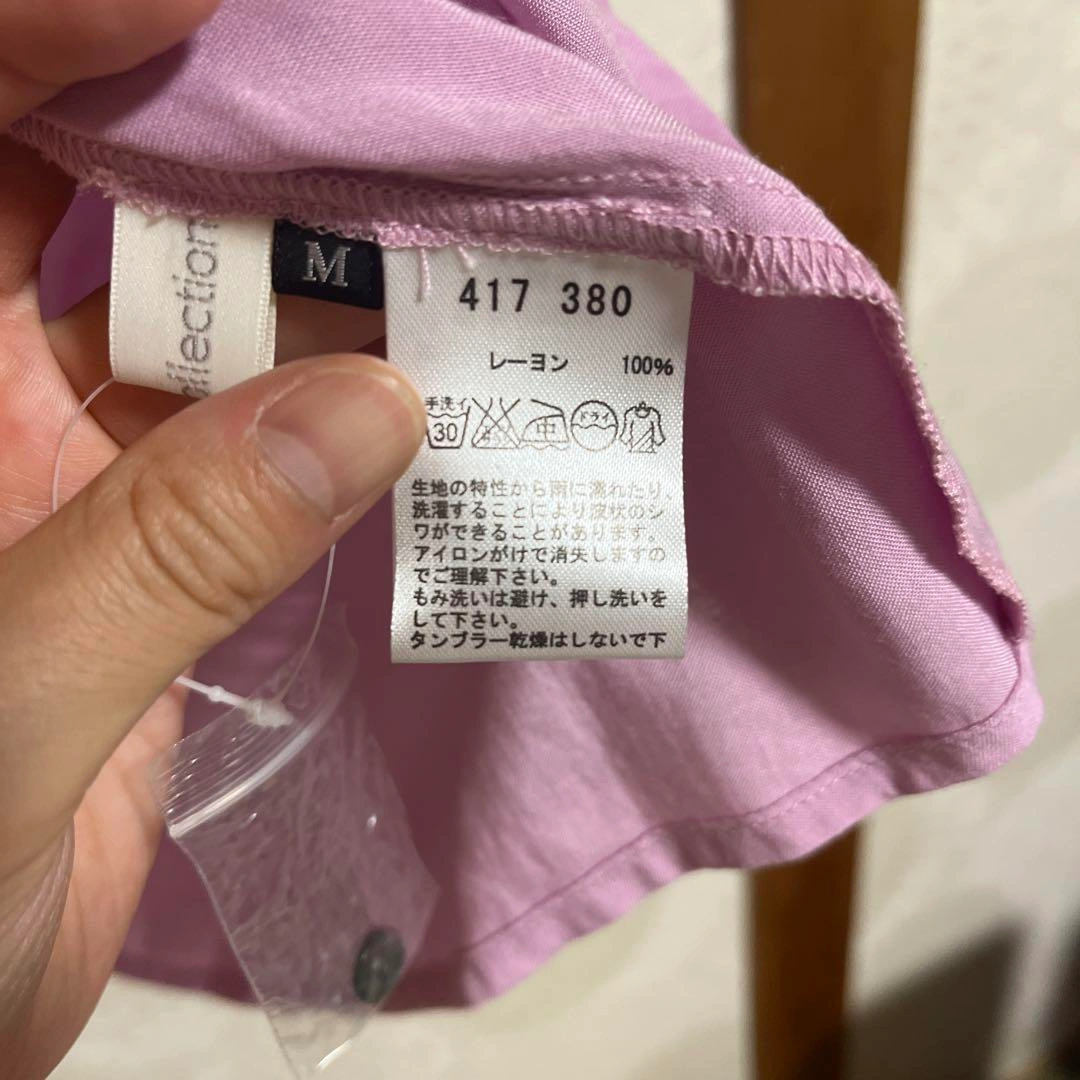 ollection
M
417 380
レーヨン 100%
手洗イ
30
中
ドライ
生地の特性から雨に濡れたり、
洗濯することにより波状のシ
ワができることがあります。
アイロンがけで消失しますの
でご理解下さい。
もみ洗いは避け、押し洗いを
して下さい。
タンブラー乾燥はしないで下